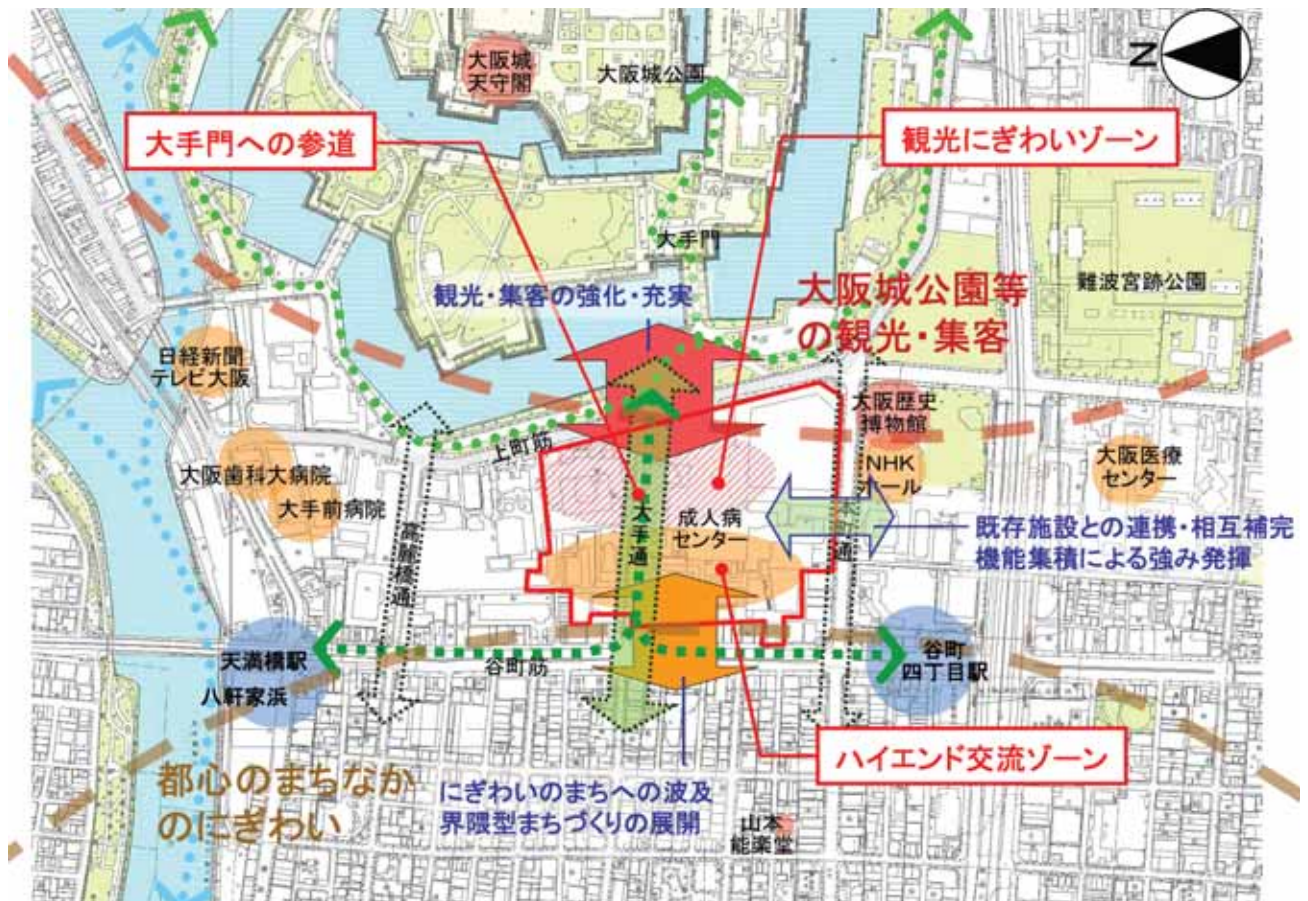 N
大阪城
天守閣
大阪城公園
大手門への参道
観光にぎわいゾーン
大手門
難波宮跡公園
観光・集客の強化・充実
大阪城公園等
の観光・集客
日経新聞
テレビ大阪
大阪歴史
博物館
上町筋
大阪歯科大病院
大手前病院
NHK
ホール
大阪医療
センター
高麗橋通
大手通
成人病
センター
通
既存施設との連携・相互補完
機能集積による強み発揮
天満橋駅
八軒家浜
谷町筋
谷町
四丁目駅
ハイエンド交流ゾーン
都心のまちなか
のにぎわい
にぎわいのまちへの波及
界隈型まちづくりの展開
山本
能楽堂